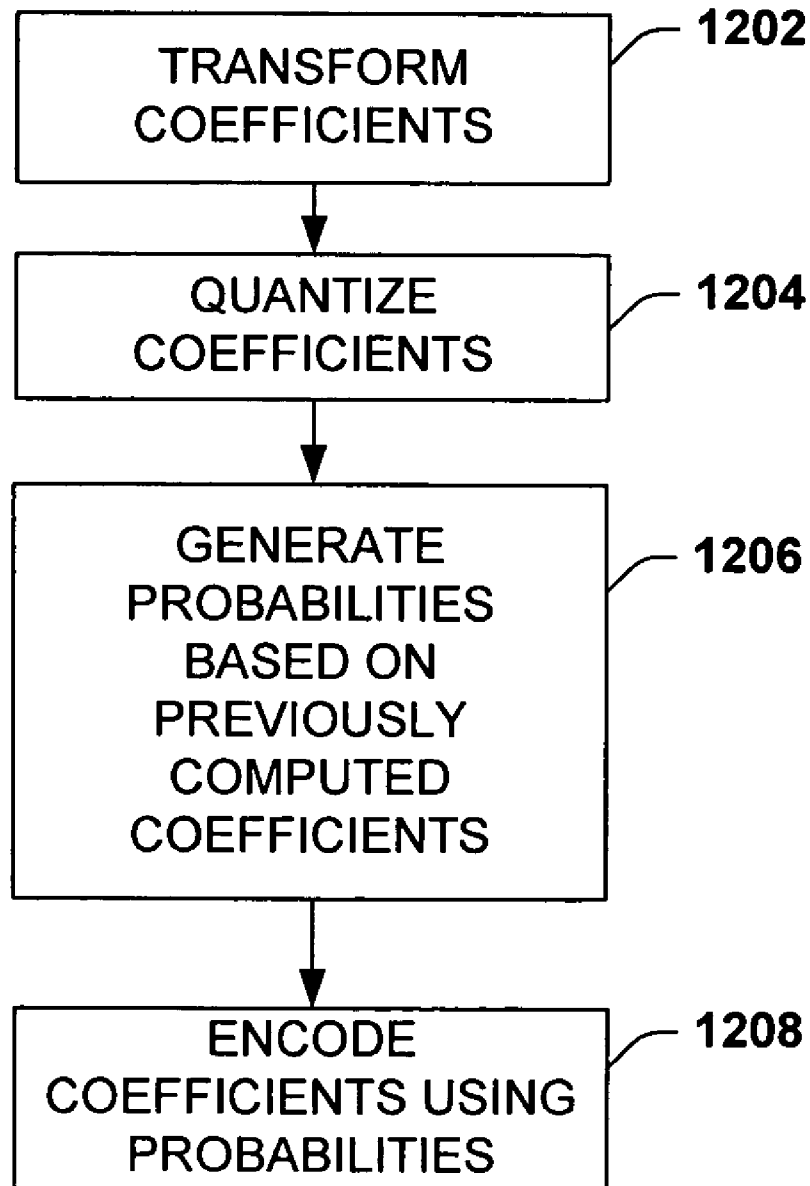 1202
TRANSFORM
COEFFICIENTS
1204
QUANTIZE
COEFFICIENTS
1206
GENERATE
PROBABILITIES
BASED ON
PREVIOUSLY
COMPUTED
COEFFICIENTS
1208
ENCODE
COEFFICIENTS USING
PROBABILITIES